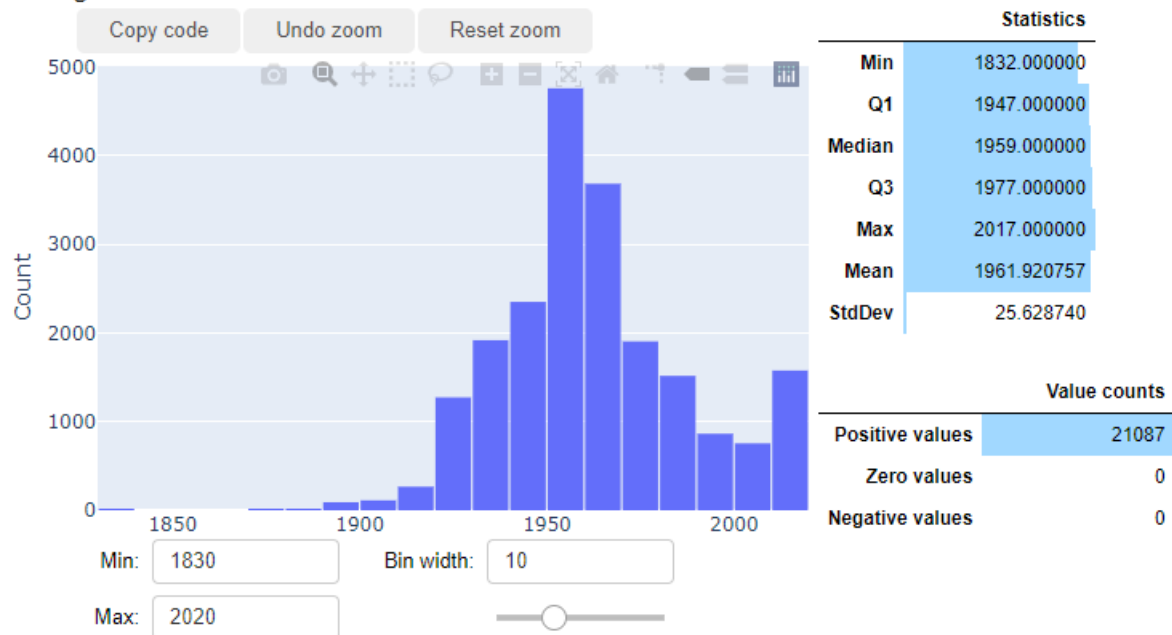 Copy code Undo zoom Reset zoom
5000
4000
3000
2000
1000
0
Count
1850 1900 1950 2000
Min: 1830 Bin width: 10
Max: 2020
Statistics
Min 1832.000000
Q1 1947.000000
Median 1959.000000
Q3 1977.000000
Max 2017.000000
Mean 1961.920757
StdDev 25.628740
Value counts
Positive values 21087
Zero values 0
Negative values 0